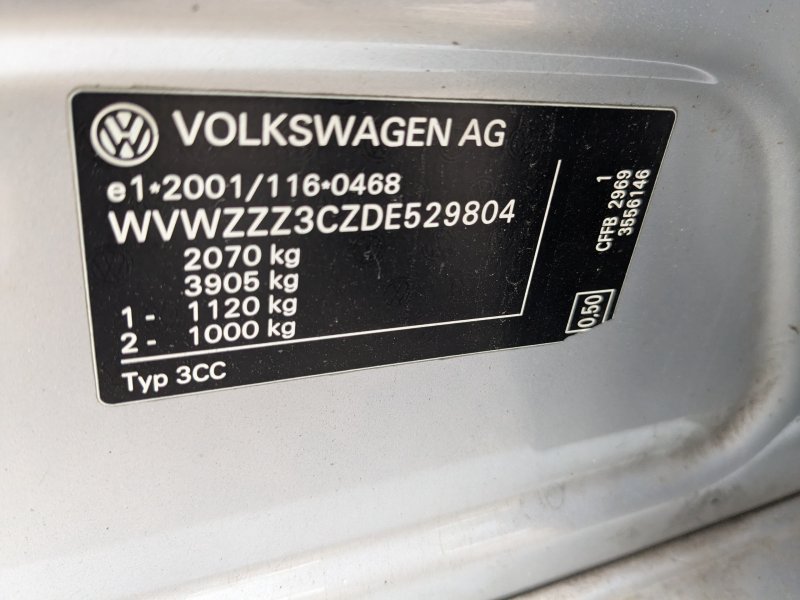 VOLKSWAGEN AG
e1*2001/116*0468
WVWZZZ3CZDE529804
2070 kg
3905 kg
1 - 1120 kg
2 - 1000 kg
Typ 3CC
1
CFFB 2969
3556146
0,50